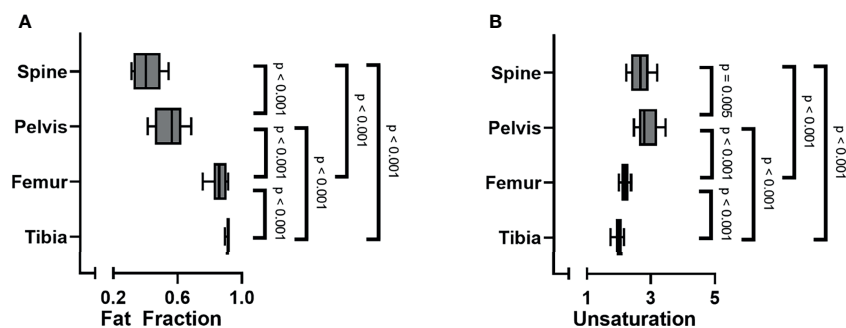 A
Spine
Pelvis
Femur
Tibia
p < 0.001
p < 0.001
p < 0.001
p < 0.001
p < 0.001
p < 0.001
0.2 0.6 1.0
Fat Fraction
B
Spine
Pelvis
Femur
Tibia
p = 0.005
p < 0.001
p < 0.001
p < 0.001
p < 0.001
p < 0.001
1 3 5
Unsaturation